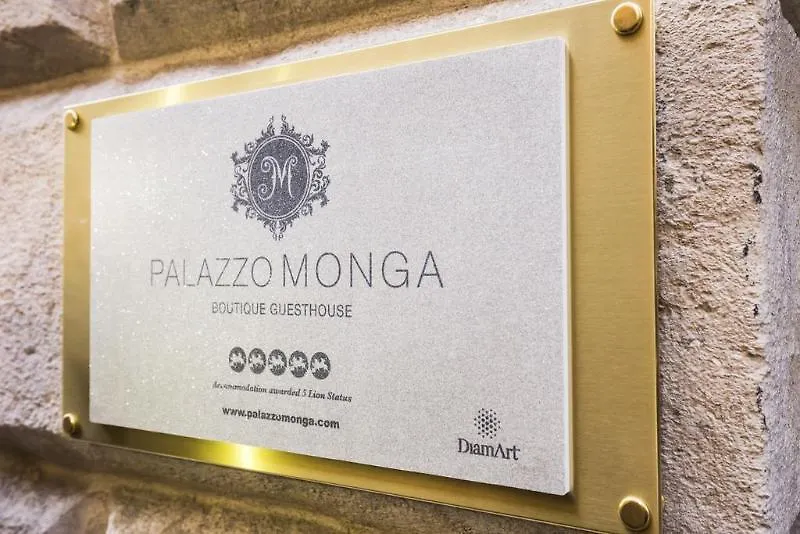 M
PALAZZO MONGA
BOUTIQUE GUESTHOUSE
Accommodation awarded 5 Lion Status
www.palazzomonga.com
DiamArt